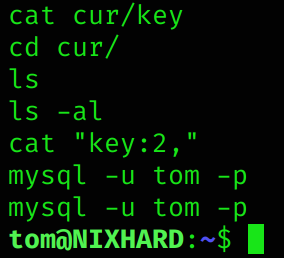 cat cur/key
cd cur/
ls
ls -al
cat "key:2,"
mysql -u tom -p
mysql -u tom -p
tom@NIXHARD:~$